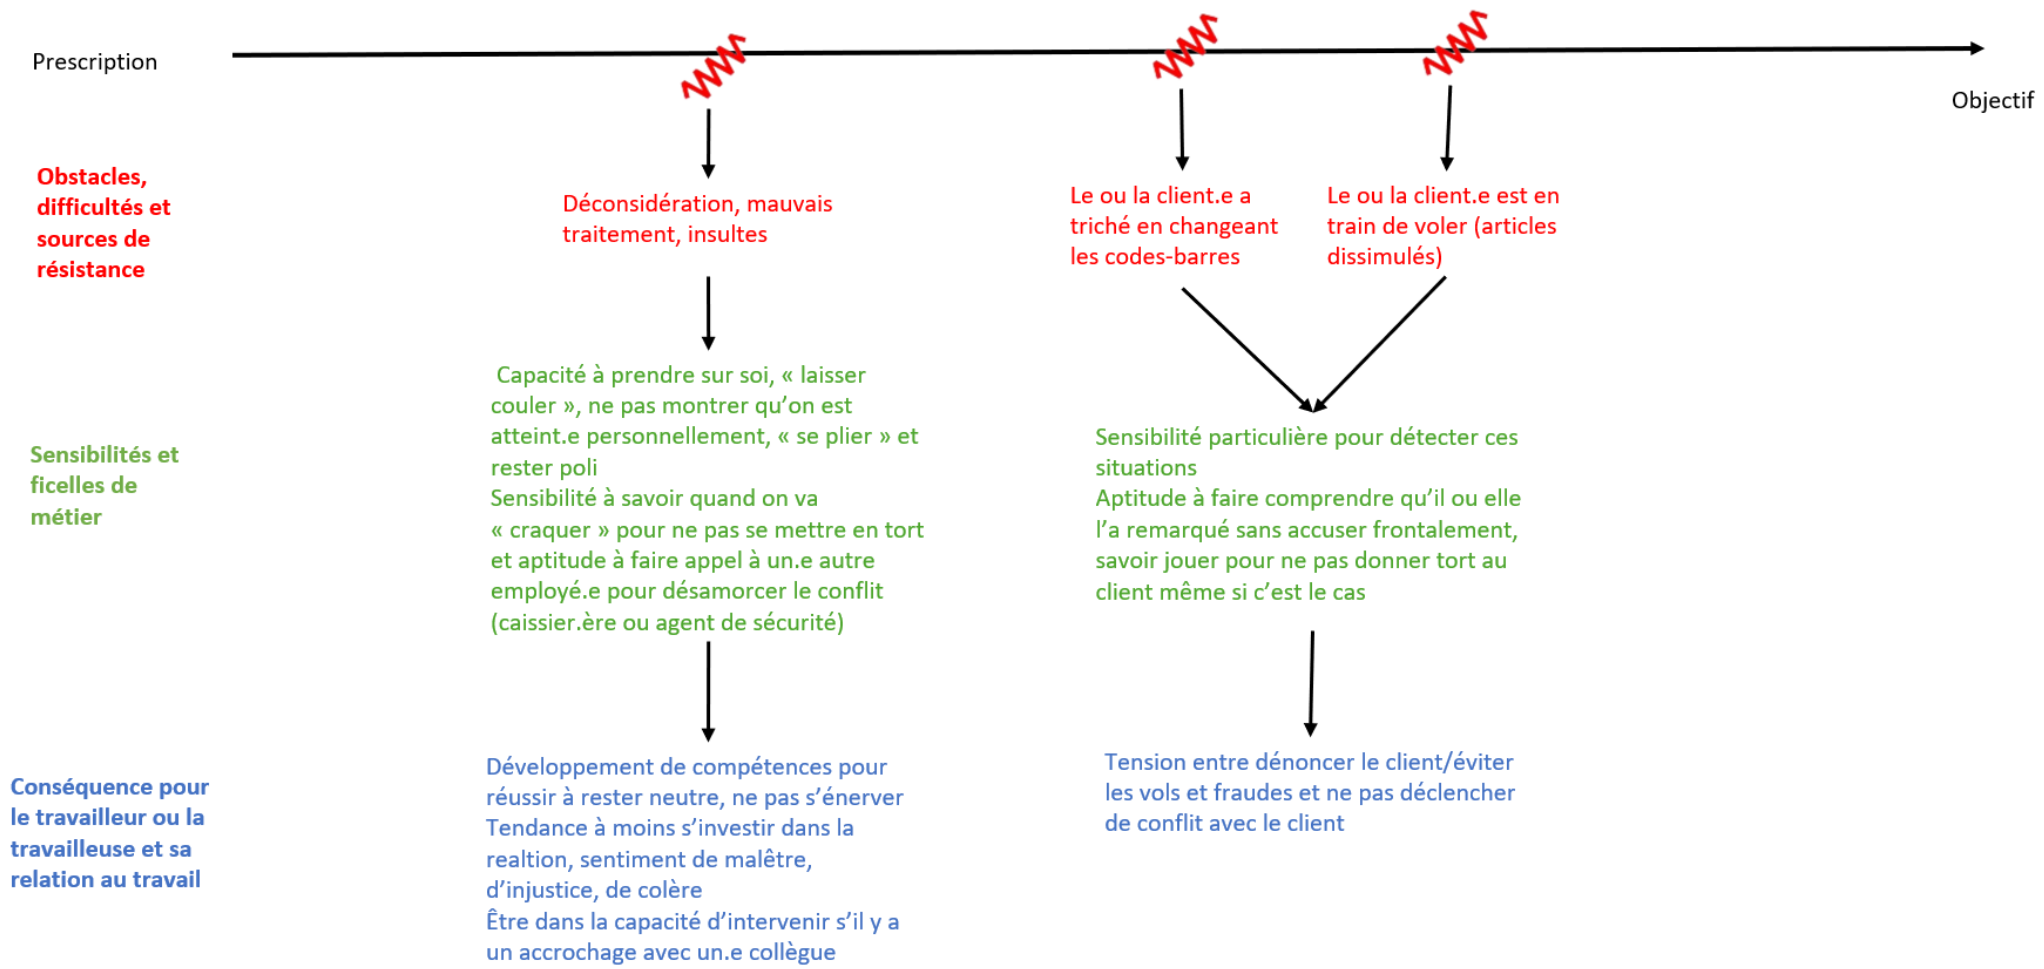 Prescription
Objectif
Obstacles,
difficultés et
sources de
résistance
Déconsidération, mauvais
traitement, insultes
Le ou la client.e a
triché en changeant
les codes-barres
Le ou la client.e est en
train de voler (articles
dissimulés)
Sensibilités et
ficelles de
métier
Capacité à prendre sur soi, « laisser
couler », ne pas montrer qu’on est
atteint.e personnellement, « se plier » et
rester poli
Sensibilité à savoir quand on va
« craquer » pour ne pas se mettre en tort
et aptitude à faire appel à un.e autre
employé.e pour désamorcer le conflit
(caissier.ère ou agent de sécurité)
Sensibilité particulière pour détecter ces
situations
Aptitude à faire comprendre qu’il ou elle
l’a remarqué sans accuser frontalement,
savoir jouer pour ne pas donner tort au
client même si c’est le cas
Conséquence pour
le travailleur ou la
travailleuse et sa
relation au travail
Développement de compétences pour
réussir à rester neutre, ne pas s’énerver
Tendance à moins s’investir dans la
realtion, sentiment de malêtre,
d’injustice, de colère
Être dans la capacité d’intervenir s’il y a
un accrochage avec un.e collègue
Tension entre dénoncer le client/éviter
les vols et fraudes et ne pas déclencher
de conflit avec le client